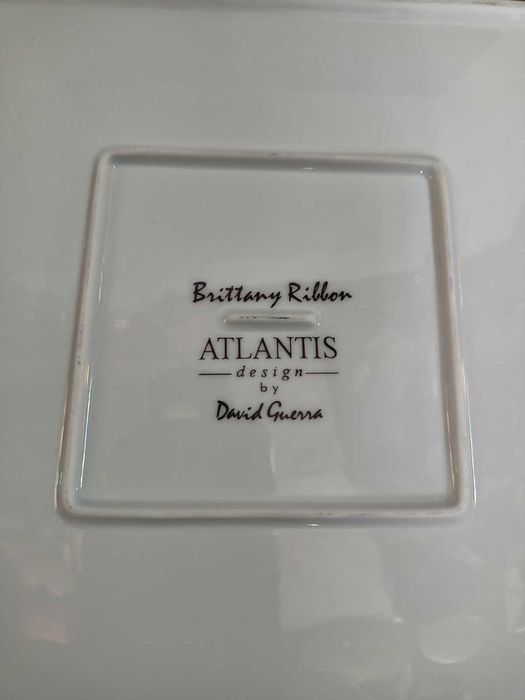 Brittany Ribbon
ATLANTIS
design
by
David Guerra